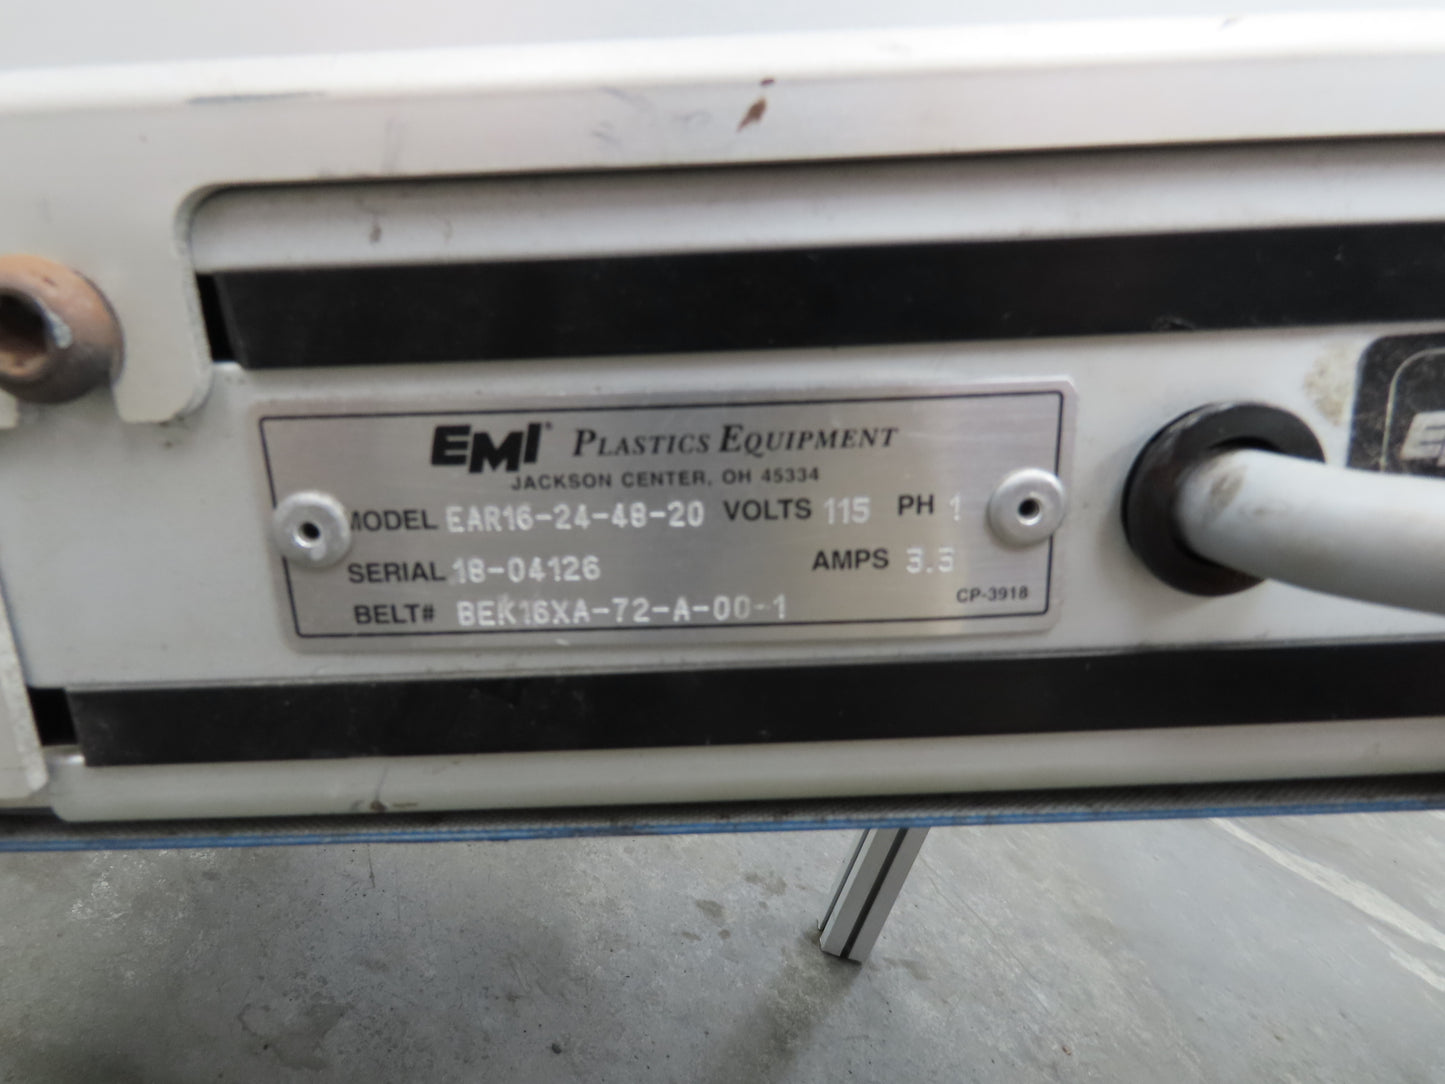 EMI® PLASTICS EQUIPMENT
JACKSON CENTER, OH 45334
MODEL EAR16-24-48-20 VOLTS 115 PH 1
SERIAL 18-04126 AMPS 3.3
BELT# BEK16XA-72-A-00-1
CP-3918